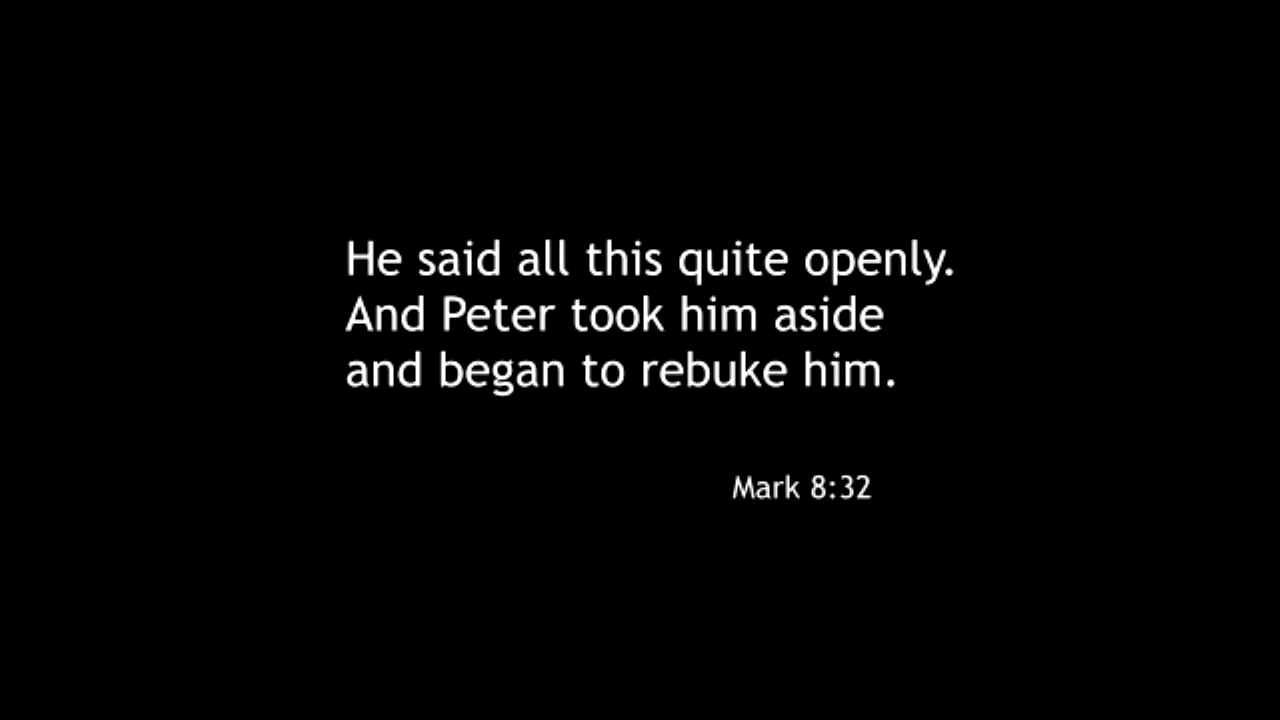 He said all this quite openly.
And Peter took him aside
and began to rebuke him.
Mark 8:32